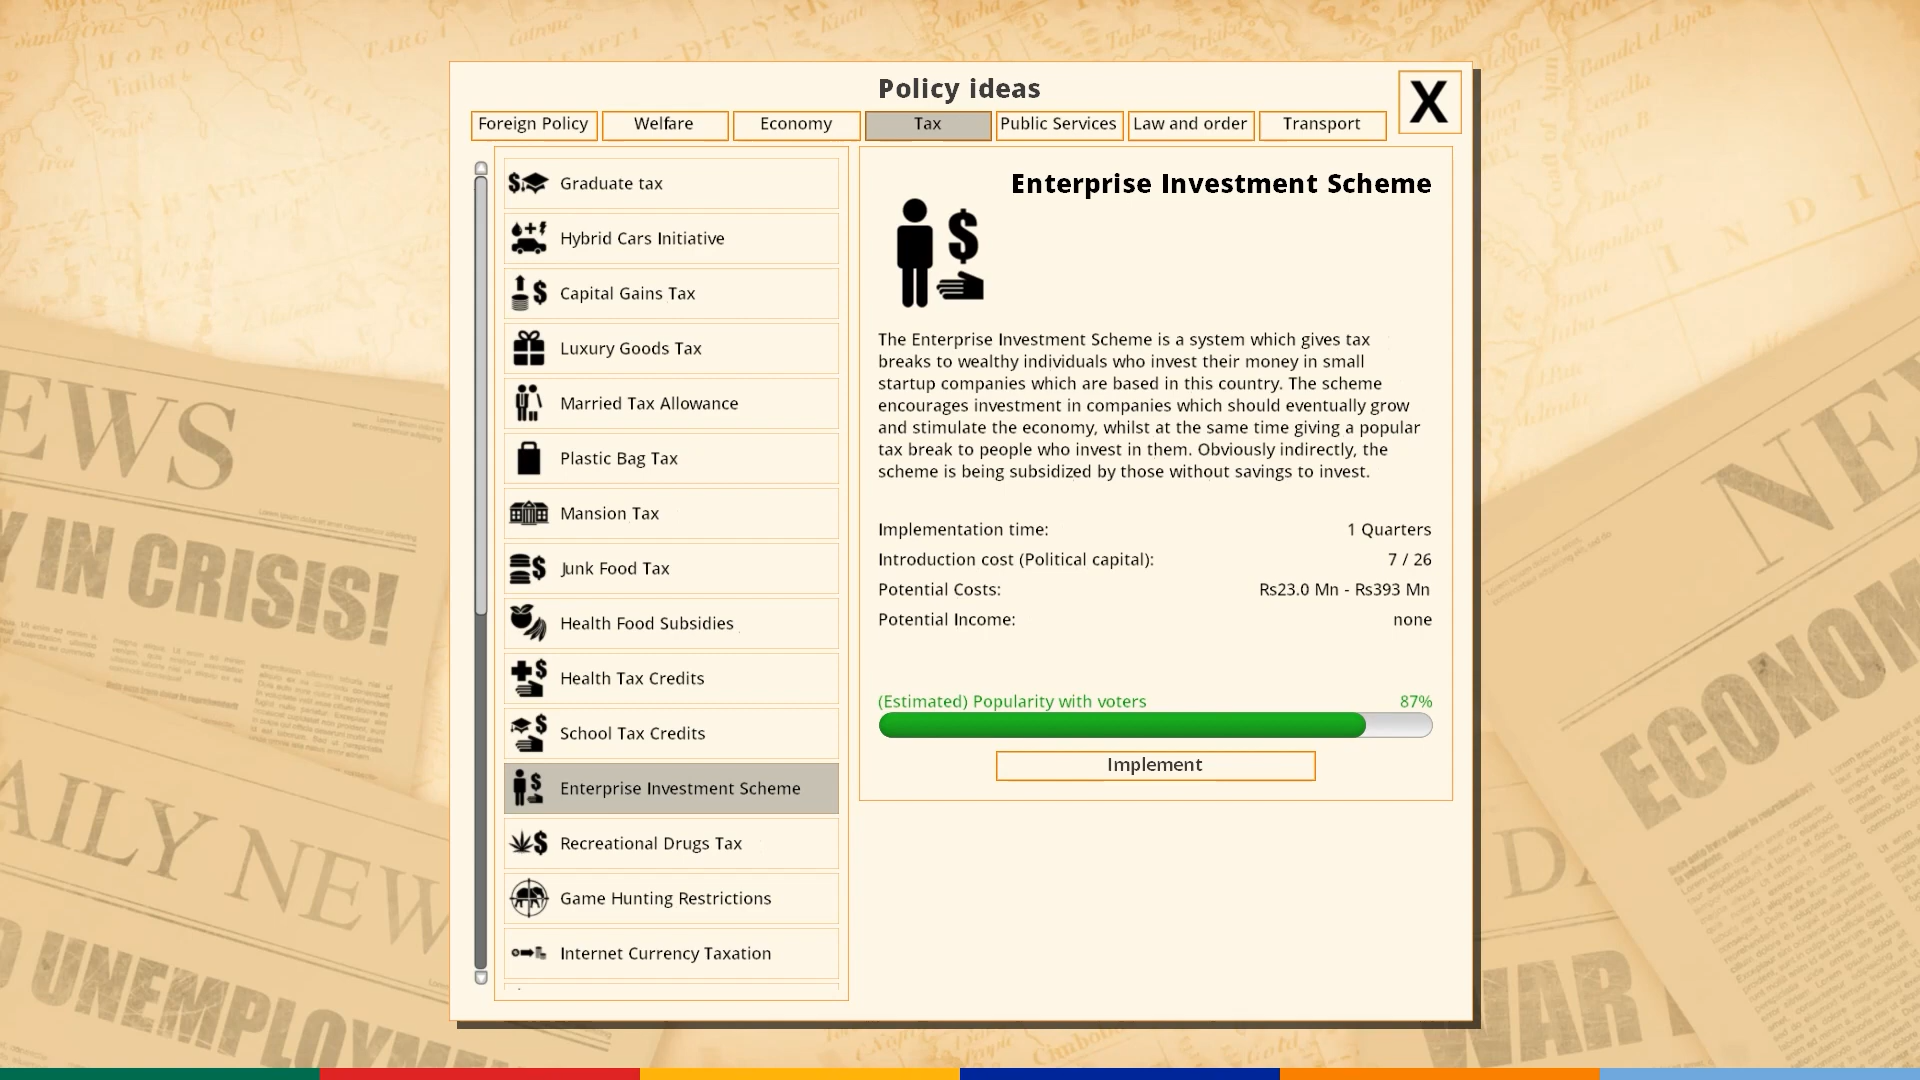 Policy ideas
X
Foreign Policy
Welfare
Economy
Tax
Public Services
Law and order
Transport
Graduate tax
Hybrid Cars Initiative
Capital Gains Tax
Luxury Goods Tax
Married Tax Allowance
Plastic Bag Tax
Mansion Tax
Junk Food Tax
Health Food Subsidies
Health Tax Credits
School Tax Credits
Enterprise Investment Scheme
Recreational Drugs Tax
Game Hunting Restrictions
Internet Currency Taxation
Enterprise Investment Scheme
The Enterprise Investment Scheme is a system which gives tax
breaks to wealthy individuals who invest their money in small
startup companies which are based in this country. The scheme
encourages investment in companies which should eventually grow
and stimulate the economy, whilst at the same time giving a popular
tax break to people who invest in them. Obviously indirectly, the
scheme is being subsidized by those without savings to invest.
Implementation time: 1 Quarters
Introduction cost (Political capital): 7 / 26
Potential Costs: Rs23.0 Mn - Rs393 Mn
Potential Income: none
(Estimated) Popularity with voters 87%
Implement
EWS
Y IN CRISIS!
AILY NEW
UNEMPLOYME
NE
ECONOM
WAR